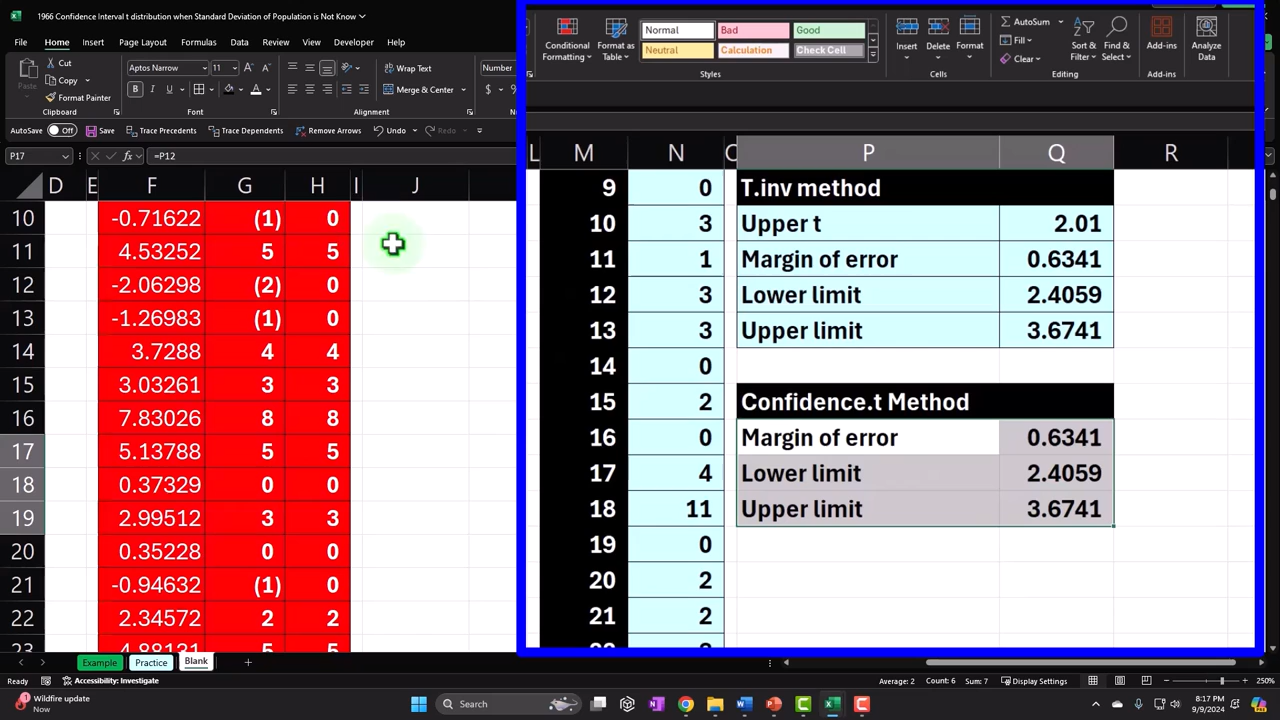 1966 Confidence Interval t distribution when Standard Deviation of Population is Not Know
Home Insert Page Layout Formulas Data Review View Developer Help
Cut
Copy
Format Painter
Clipboard
Aptos Narrow 11
B I U
Font
Wrap Text
Merge & Center
Alignment
Number
$ %
AutoSave Off Save Trace Precedents Trace Dependents Remove Arrows Undo Redo
P17 fx =P12
D E F G H I J
10 -0.71622 (1) 0
11 4.53252 5 5
12 -2.06298 (2) 0
13 -1.26983 (1) 0
14 3.7288 4 4
15 3.03261 3 3
16 7.83026 8 8
17 5.13788 5 5
18 0.37329 0 0
19 2.99512 3 3
20 0.35228 0 0
21 -0.94632 (1) 0
22 2.34572 2 2
23 4.88131 5 5
Conditional Formatting
Format as Table
Normal Bad Good
Neutral Calculation Check Cell
Styles
Insert Delete Format
Cells
AutoSum
Fill
Clear
Sort & Filter
Find & Select
Editing
Add-ins
Add-ins
Analyze Data
L M N P Q R
9 0 T.inv method
10 3 Upper t 2.01
11 1 Margin of error 0.6341
12 3 Lower limit 2.4059
13 3 Upper limit 3.6741
14 0
15 2 Confidence.t Method
16 0 Margin of error 0.6341
17 4 Lower limit 2.4059
18 11 Upper limit 3.6741
19 0
20 2
21 2
Example Practice Blank
Ready Accessibility: Investigate Average: 2 Count: 6 Sum: 7 Display Settings 250%
Wildfire update
Now
Search
8:17 PM
9/9/2024